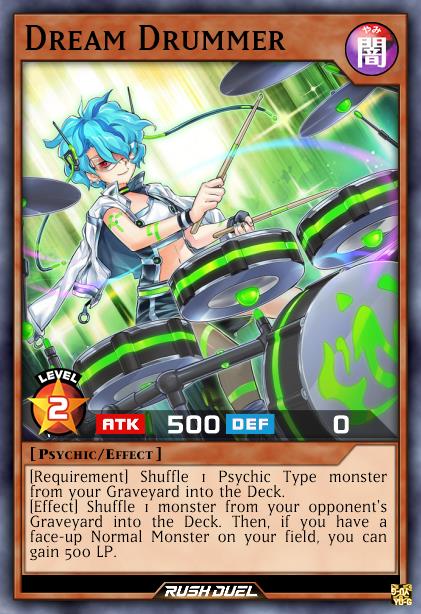 Dream Drummer
やみ
闇
LEVEL
2
ATK 500 DEF 0
[Psychic/Effect]
[Requirement] Shuffle 1 Psychic Type monster
from your Graveyard into the Deck.
[Effect] Shuffle 1 monster from your opponent's
Graveyard into the Deck. Then, if you have a
face-up Normal Monster on your field, you can
gain 500 LP.
RUSH DUEL